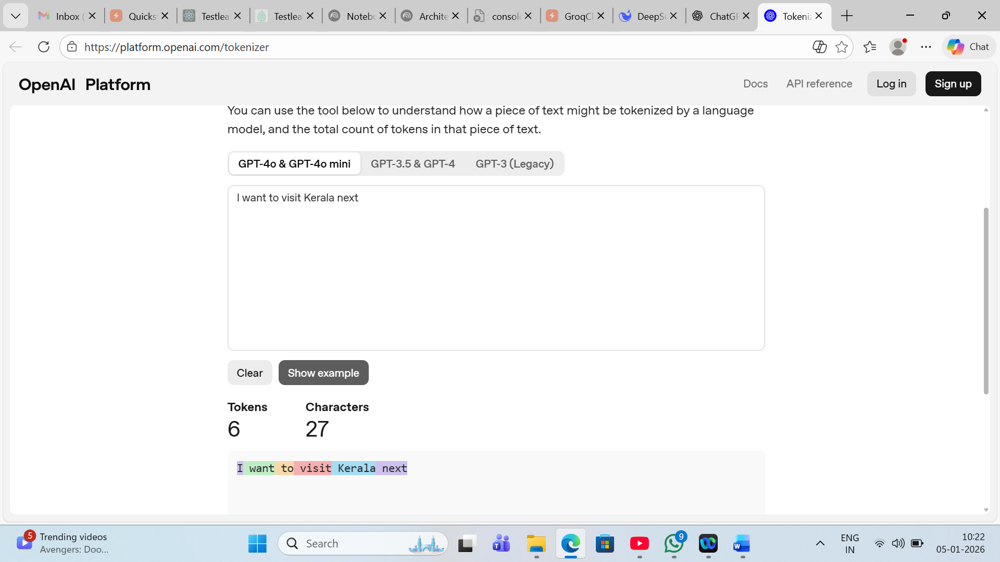 Inbox (
Quicks
Testlea
Testlea
Notebo
Archite
consol
GroqCl
DeepSe
ChatGP
Tokeniz
https://platform.openai.com/tokenizer
Chat
OpenAI Platform
Docs
API reference
Log in
Sign up
You can use the tool below to understand how a piece of text might be tokenized by a language
model, and the total count of tokens in that piece of text.
GPT-4o & GPT-4o mini
GPT-3.5 & GPT-4
GPT-3 (Legacy)
I want to visit Kerala next
Clear
Show example
Tokens
Characters
6
27
I want to visit Kerala next
5
Trending videos
Avengers: Doo...
Search
9
ENG
IN
10:22
05-01-2026